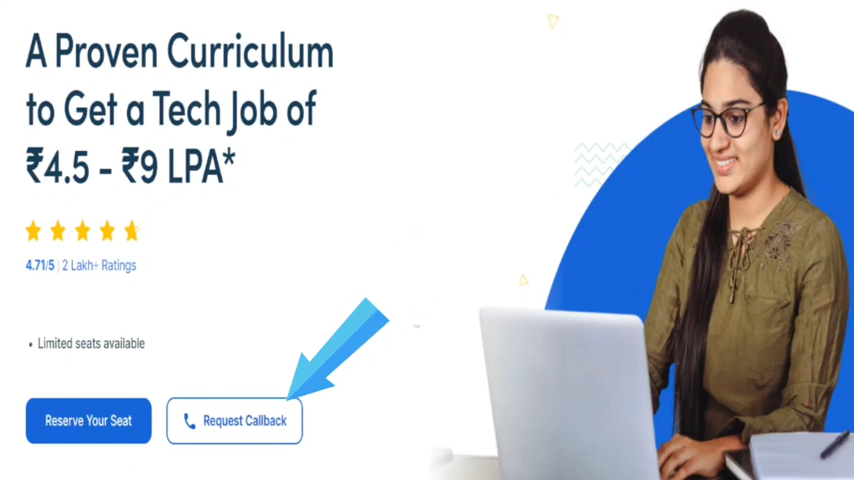 A Proven Curriculum
to Get a Tech Job of
₹4.5 - ₹9 LPA*
4.71/5 | 2 Lakh+ Ratings
• Limited seats available
Reserve Your Seat
Request Callback